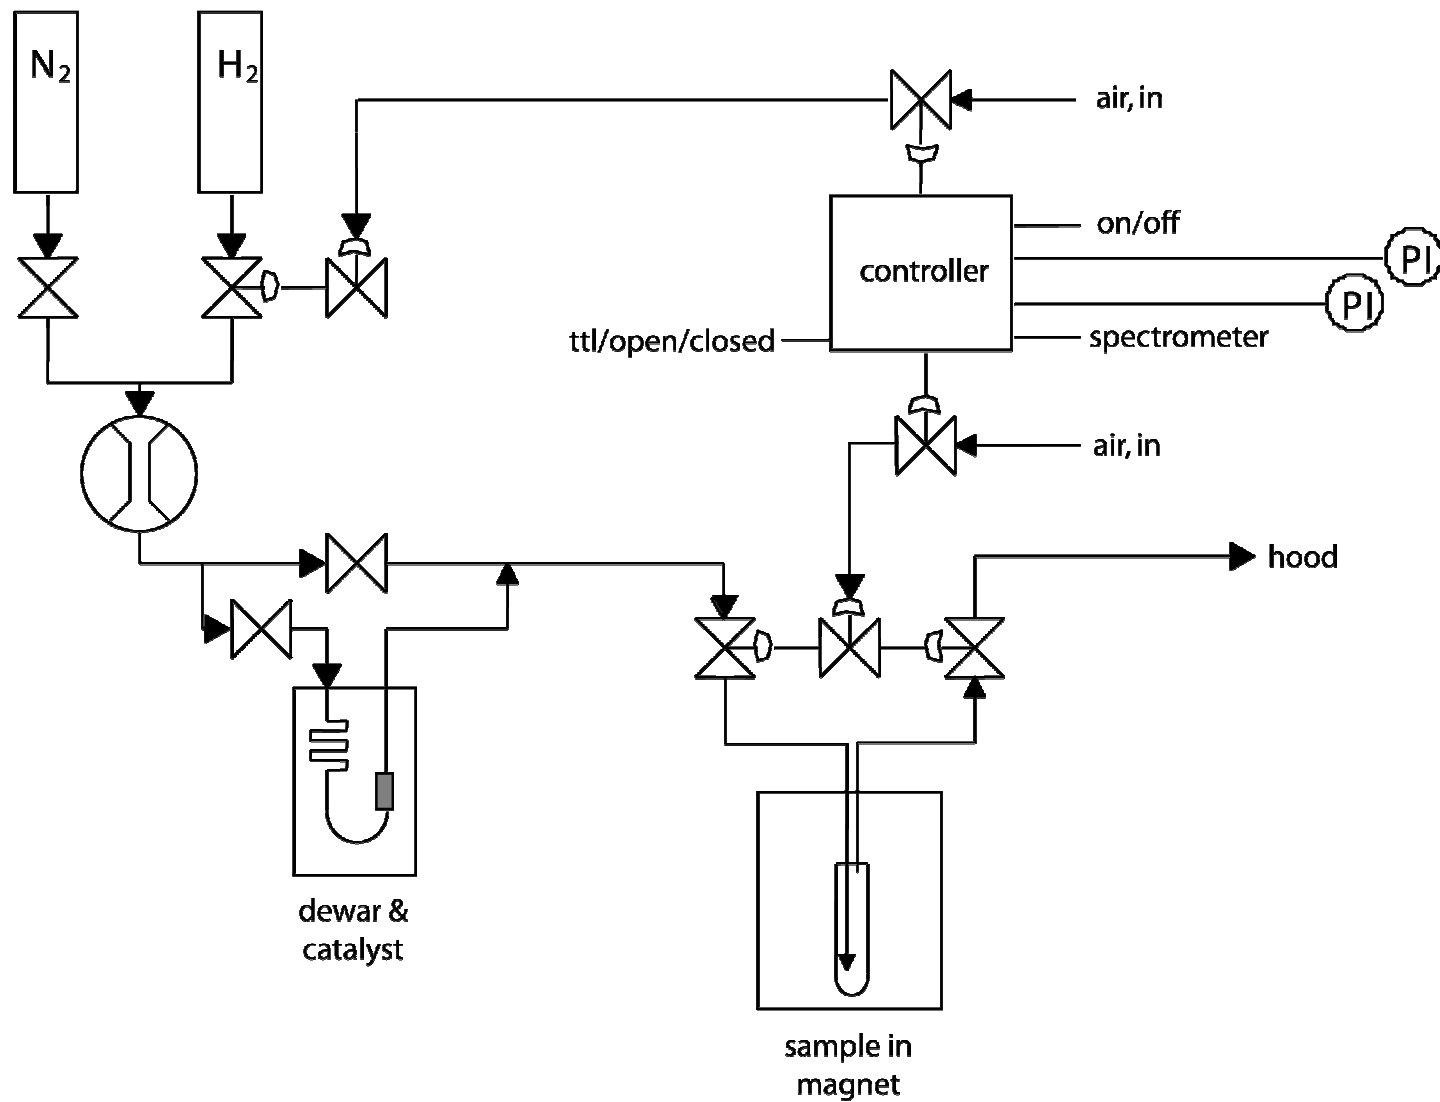 N₂
H₂
air, in
on/off
controller
PI
PI
ttl/open/closed
spectrometer
air, in
hood
dewar &
catalyst
sample in
magnet